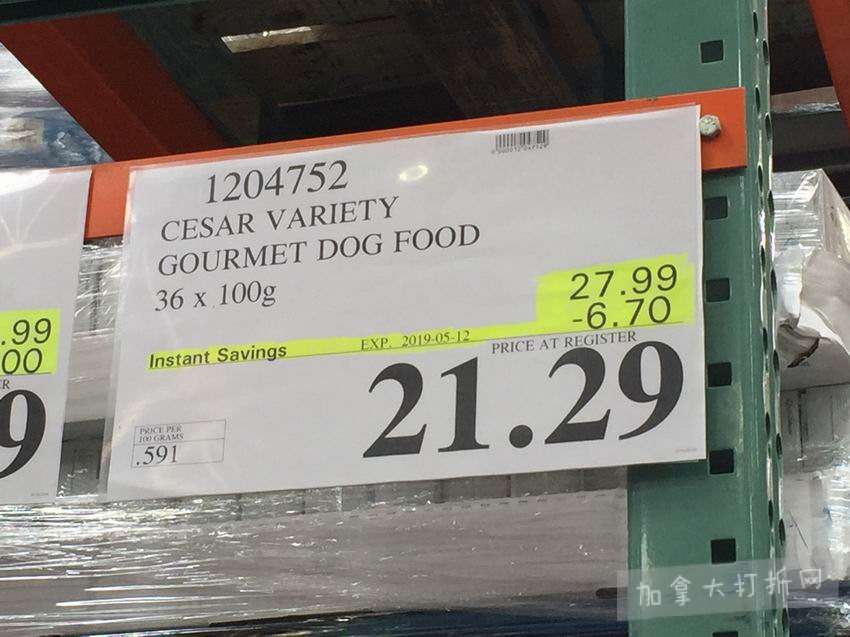 1204752
CESAR VARIETY
GOURMET DOG FOOD
36 x 100g
27.99
-6.70
Instant Savings EXP. 2019-05-12
PRICE AT REGISTER
21.29
PRICE PER
100 GRAMS
.591
.99
00
9
加拿大打折网